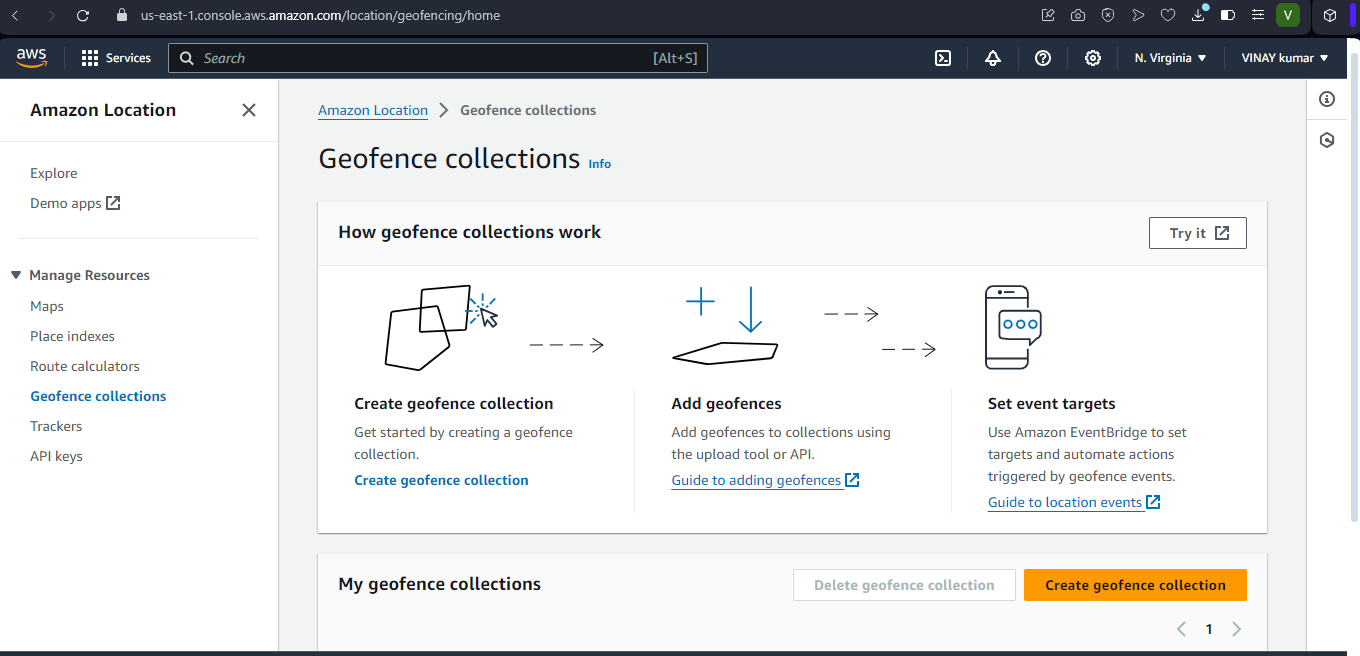 us-east-1.console.aws.amazon.com/location/geofencing/home
V
aws
Services
Search
[Alt+S]
N. Virginia
VINAY kumar
Amazon Location
Explore
Demo apps
Manage Resources
Maps
Place indexes
Route calculators
Geofence collections
Trackers
API keys
Amazon Location
Geofence collections
Geofence collections Info
How geofence collections work
Try it
Create geofence collection
Get started by creating a geofence
collection.
Create geofence collection
Add geofences
Add geofences to collections using
the upload tool or API.
Guide to adding geofences
Set event targets
Use Amazon EventBridge to set
targets and automate actions
triggered by geofence events.
Guide to location events
My geofence collections
Delete geofence collection
Create geofence collection
1